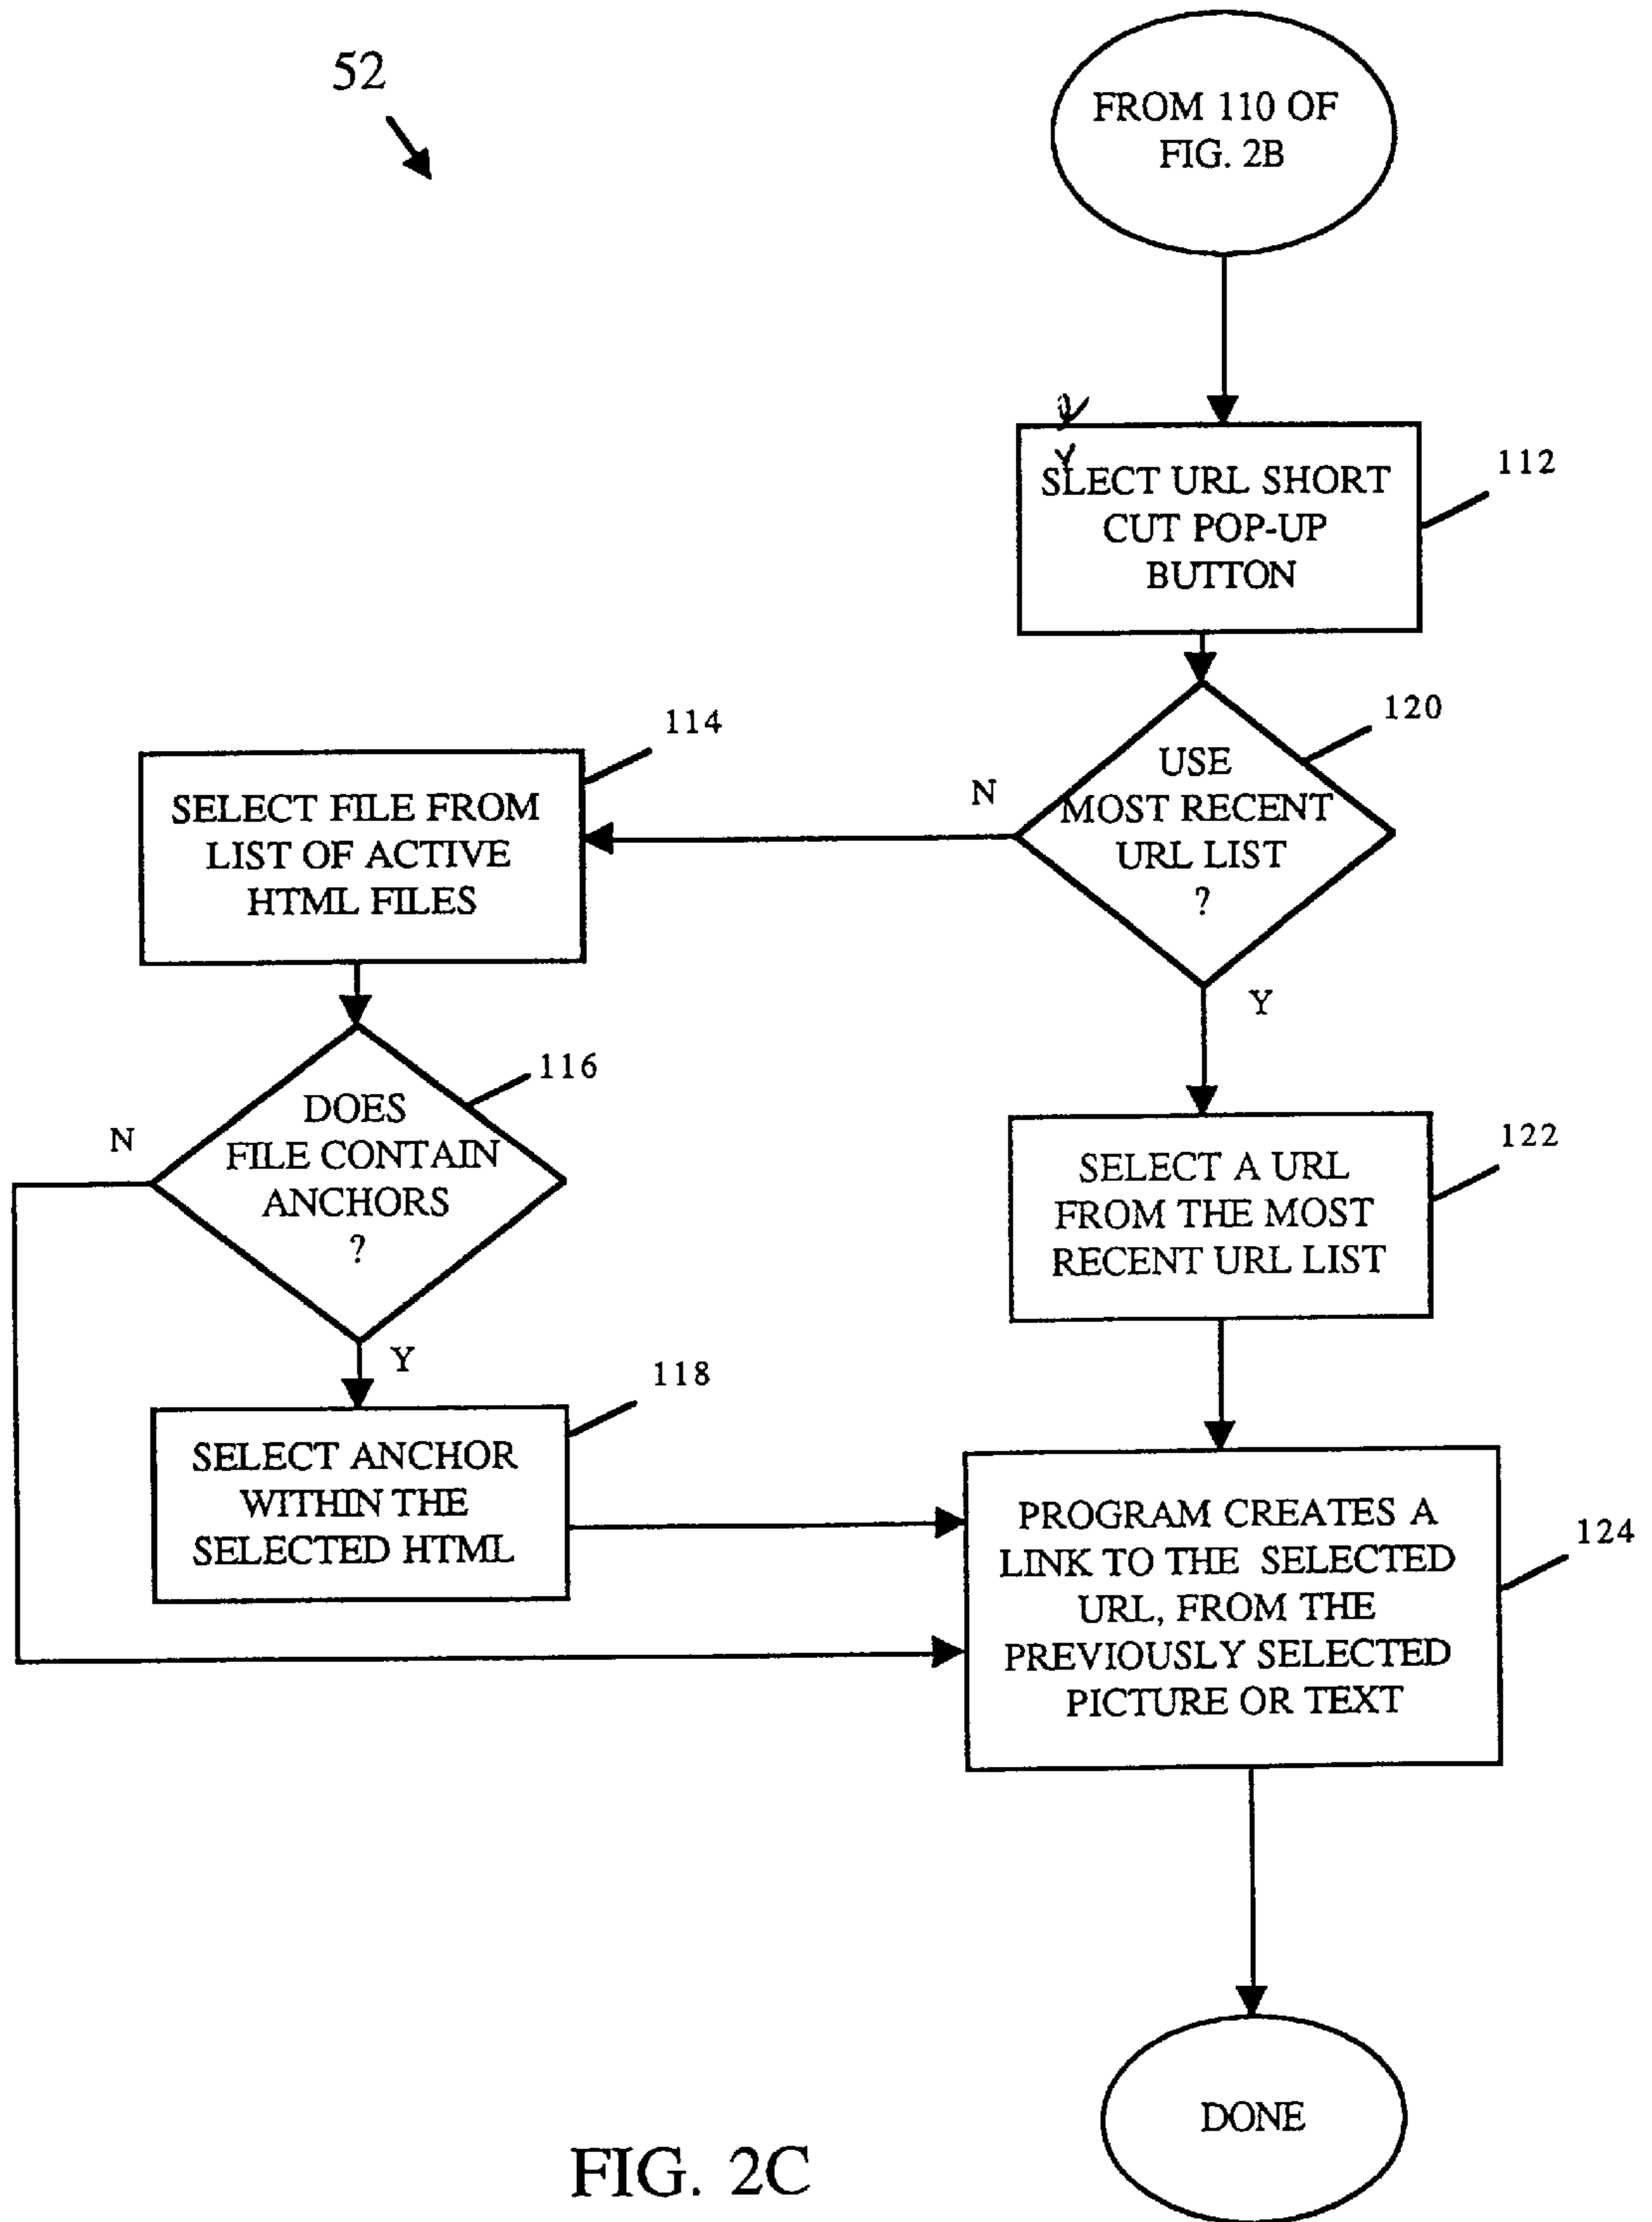 52
FROM 110 OF
FIG. 2B
SLECT URL SHORT
CUT POP-UP
BUTTON
112
USE
MOST RECENT
URL LIST
?
120
N
Y
SELECT FILE FROM
LIST OF ACTIVE
HTML FILES
114
DOES
FILE CONTAIN
ANCHORS
?
116
N
Y
SELECT A URL
FROM THE MOST
RECENT URL LIST
122
SELECT ANCHOR
WITHIN THE
SELECTED HTML
118
PROGRAM CREATES A
LINK TO THE SELECTED
URL, FROM THE
PREVIOUSLY SELECTED
PICTURE OR TEXT
124
DONE
FIG. 2C